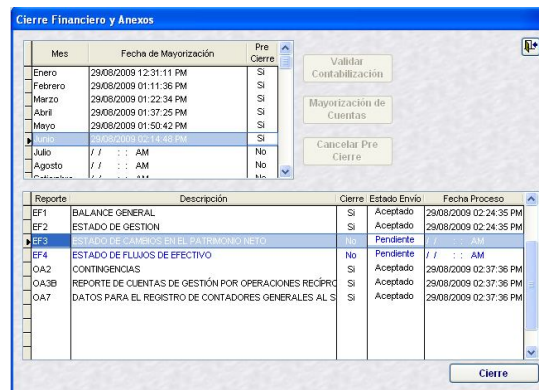 Cierre Financiero y Anexos
Mes Fecha de Mayorización Pre Cierre
Enero 29/08/2009 12:31:11 PM Si
Febrero 29/08/2009 01:11:36 PM Si
Marzo 29/08/2009 01:22:34 PM Si
Abril 29/08/2009 01:37:25 PM Si
Mayo 29/08/2009 01:50:42 PM Si
Junio 29/08/2009 02:14:48 PM Si
Julio / / : : AM No
Agosto / / : : AM No
Validar
Contabilización
Mayorización de
Cuentas
Cancelar Pre
Cierre
Reporte Descripción Cierre Estado Envío Fecha Proceso
EF1 BALANCE GENERAL Si Aceptado 29/08/2009 02:24:35 PM
EF2 ESTADO DE GESTION Si Aceptado 29/08/2009 02:24:35 PM
EF3 ESTADO DE CAMBIOS EN EL PATRIMONIO NETO No Pendiente / / : : AM
EF4 ESTADO DE FLUJOS DE EFECTIVO No Pendiente / / : : AM
OA2 CONTINGENCIAS Si Aceptado 29/08/2009 02:37:36 PM
OA3B REPORTE DE CUENTAS DE GESTIÓN POR OPERACIONES RECÍPRC Si Aceptado 29/08/2009 02:37:36 PM
OA7 DATOS PARA EL REGISTRO DE CONTADORES GENERALES AL S Si Aceptado 29/08/2009 02:37:36 PM
Cierre